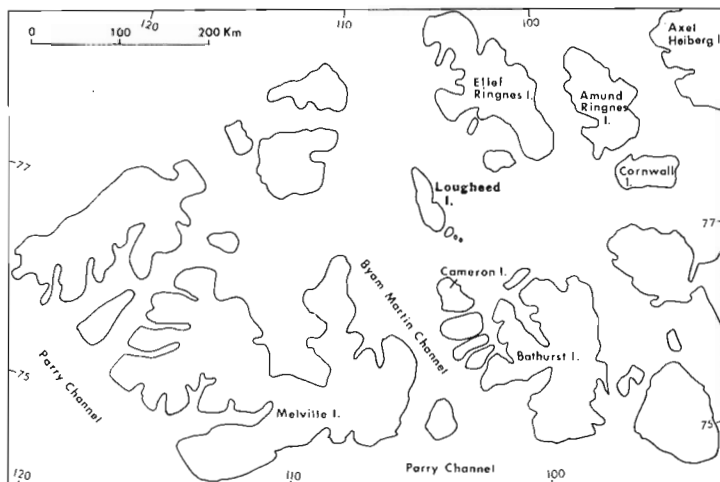 120
110
100
0 100 200 Km
Axel
Heiberg I.
Ellef
Ringnes I.
Amund
Ringnes
I.
77
Cornwall
I.
Lougheed
I.
77
Cameron I.
Byam Martin Channel
Bathurst I.
Parry Channel
75
Melville I.
75
Parry Channel
120
110
100